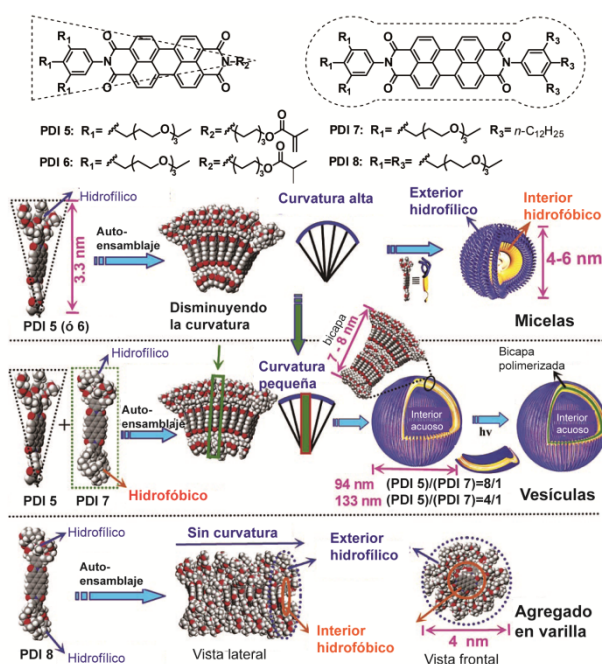 R₁
R₁
R₁
O
O
N
O
O
N-R₂
R₁
R₁
R₁
O
O
N
O
O
N
R₃
R₃
R₃
PDI 5: R₁= O 3 R₂= 3 O O
PDI 7: R₁= O 3 R₃= n-C₁₂H₂₅
PDI 6: R₁= O 3 R₂= 3 O O
PDI 8: R₁=R₃= O 3
Hidrofílico
3.3 nm
PDI 5 (ó 6)
Auto-
ensamblaje
Disminuyendo
la curvatura
Curvatura alta
Exterior
hidrofílico
Interior
hidrofóbico
4-6 nm
Micelas
Hidrofílico
PDI 5
+
PDI 7
Hidrofóbico
Auto-
ensamblaje
Curvatura
pequeña
bicapa
7 - 8 nm
Interior
acuoso
94 nm (PDI 5)/(PDI 7)=8/1
133 nm (PDI 5)/(PDI 7)=4/1
hv
Bicapa
polimerizada
Interior
acuoso
Vesículas
Hidrofílico
PDI 8
Hidrofílico
Auto-
ensamblaje
Sin curvatura
Exterior
hidrofílico
Interior
hidrofóbico
Vista lateral
4 nm
Vista frontal
Agregado
en varilla